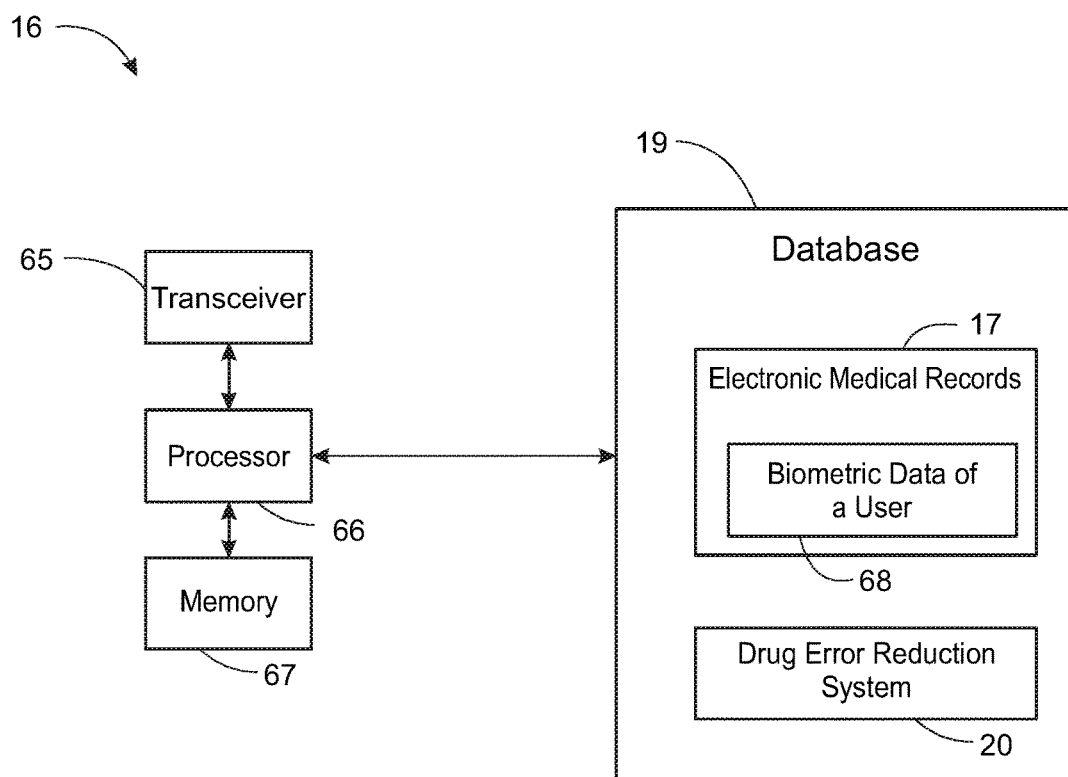 16
19
Database
65
Transceiver
17
Electronic Medical Records
Processor
66
Biometric Data of
a User
68
Memory
67
Drug Error Reduction
System
20